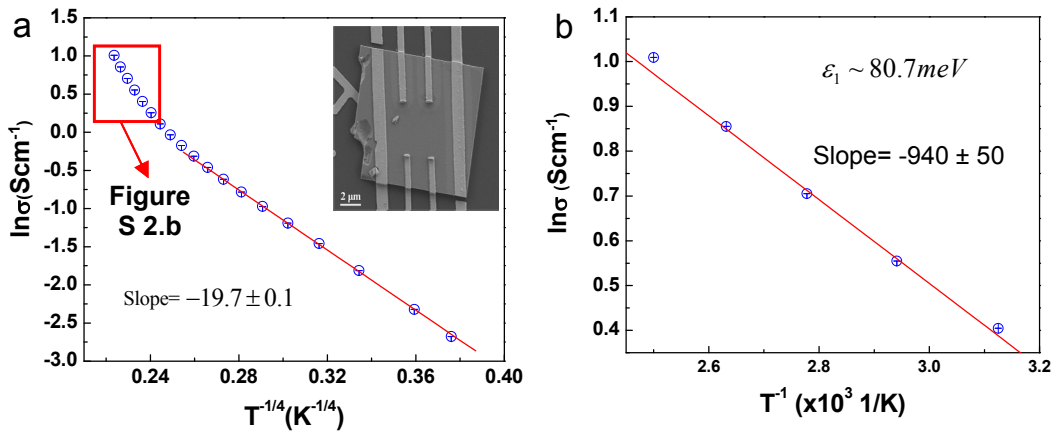 a
lnσ(Scm⁻¹)
1.0
0.5
0.0
-0.5
-1.0
-1.5
-2.0
-2.5
-3.0
Figure
S 2.b
2 μm
Slope= −19.7 ± 0.1
0.24 0.28 0.32 0.36 0.40
T⁻¹/⁴(K⁻¹/⁴)
b
lnσ (Scm⁻¹)
1.1
1.0
0.9
0.8
0.7
0.6
0.5
0.4
ε₁ ~ 80.7meV
Slope= -940 ± 50
2.6 2.8 3.0 3.2
T⁻¹ (x10³ 1/K)